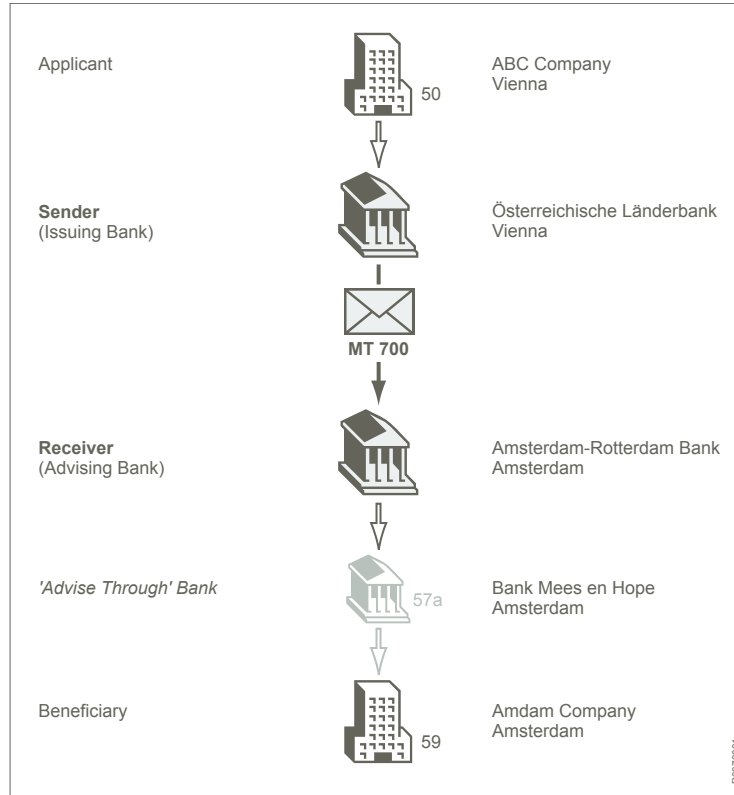 Applicant
50
ABC Company
Vienna
Sender
(Issuing Bank)
Österreichische Länderbank
Vienna
MT 700
Receiver
(Advising Bank)
Amsterdam-Rotterdam Bank
Amsterdam
'Advise Through' Bank
57a
Bank Mees en Hope
Amsterdam
Beneficiary
59
Amdam Company
Amsterdam